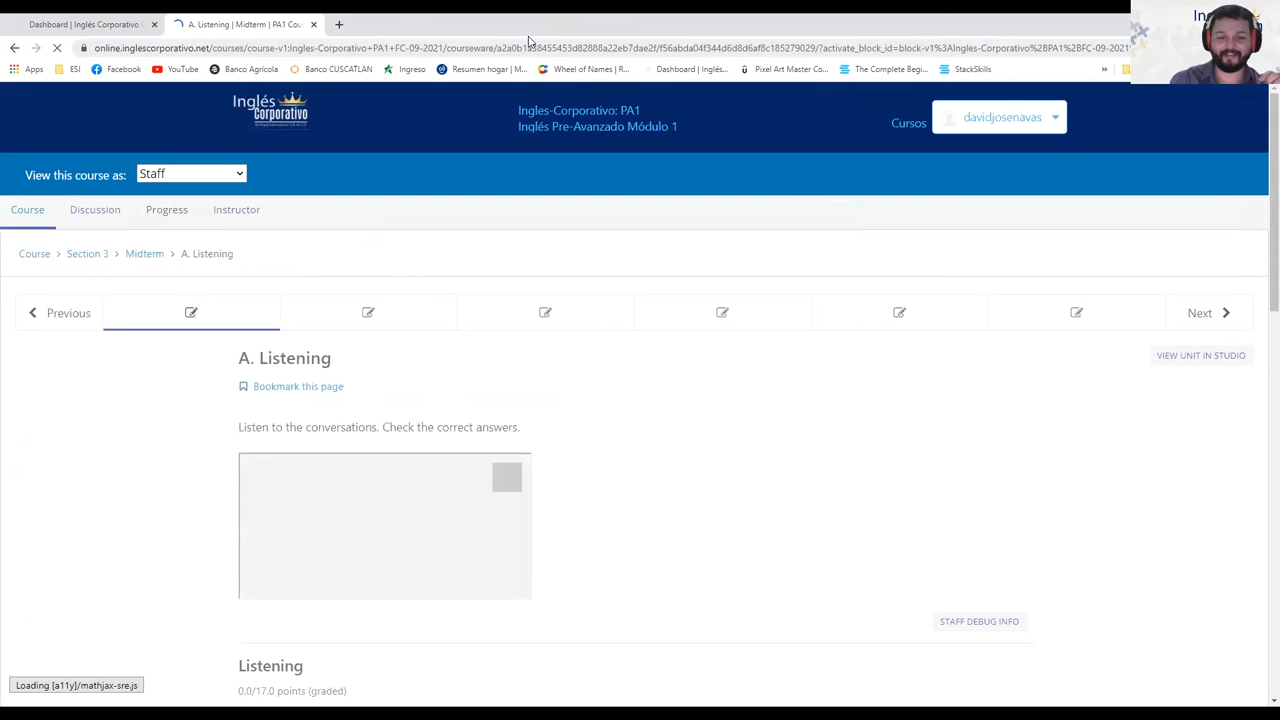 Dashboard | Inglés Corporativo
A. Listening | Midterm | PA1 Cou
online.inglescorporativo.net/courses/course-v1:Ingles-Corporativo+PA1+FC-09-2021/courseware/
Apps
ESI
Facebook
YouTube
Banco Agrícola
Banco CUSCATLAN
Ingreso
Resumen hogar | M...
Wheel of Names | R...
Dashboard | Inglés...
Pixel Art Master Co...
The Complete Begi...
StackSkills
»
Inglés
Corporativo
Ingles-Corporativo: PA1
Inglés Pre-Avanzado Módulo 1
Cursos
davidjosenavas
View this course as:
Staff
Course
Discussion
Progress
Instructor
Course > Section 3 > Midterm > A. Listening
Previous
Next
A. Listening
VIEW UNIT IN STUDIO
Bookmark this page
Listen to the conversations. Check the correct answers.
STAFF DEBUG INFO
Listening
Loading [a11y]/mathjax-sre.js
0.0/17.0 points (graded)